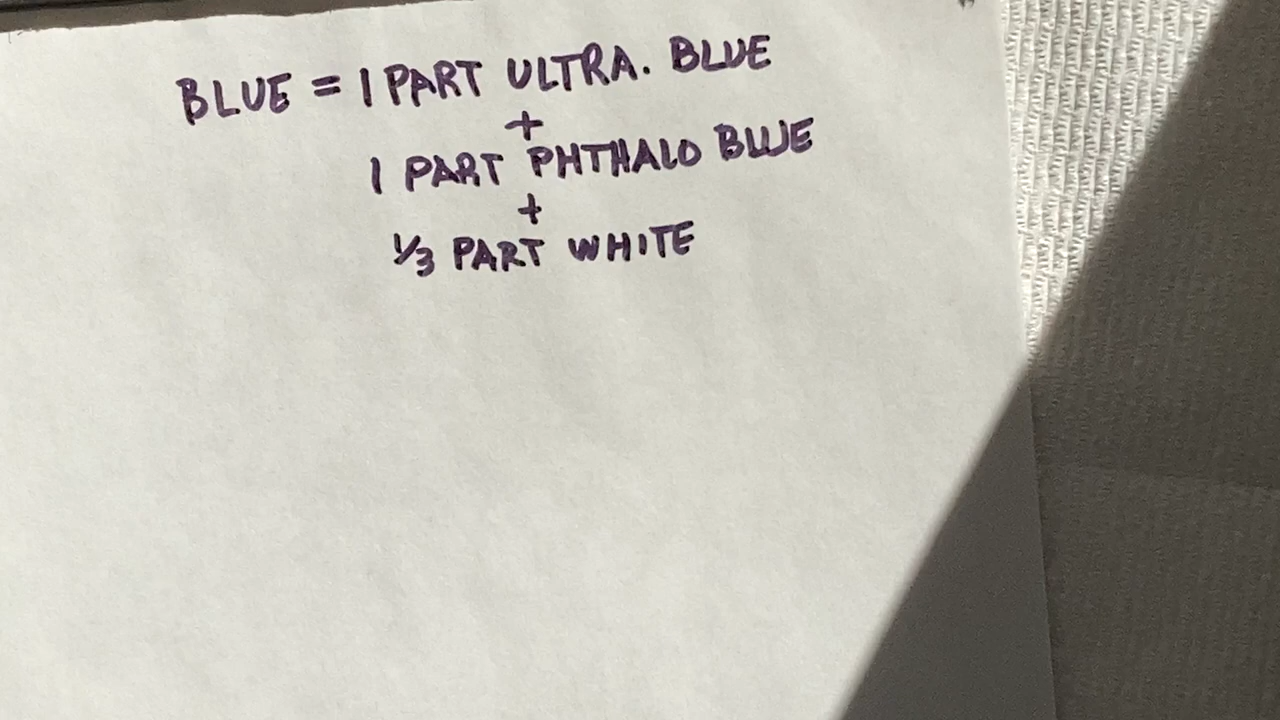 BLUE = 1 PART ULTRA. BLUE
+
1 PART PHTHALO BLUE
+
1/3 PART WHITE